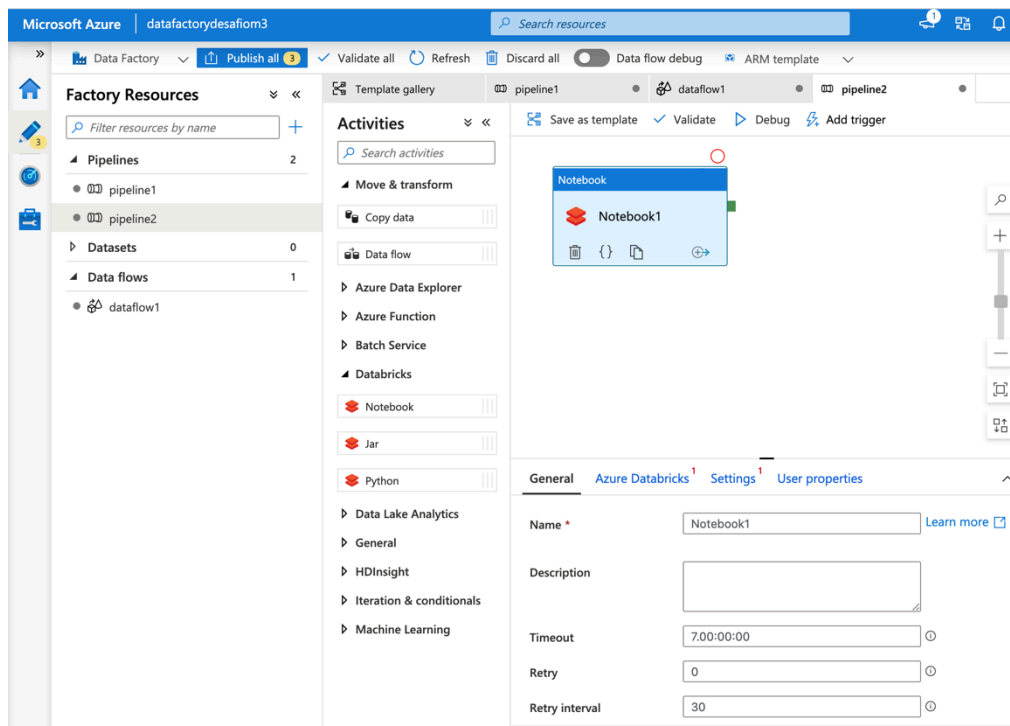 Microsoft Azure datafactorydesafiom3 Search resources 1
» Data Factory Publish all 3 Validate all Refresh Discard all Data flow debug ARM template
Factory Resources
Filter resources by name
3
Pipelines 2
pipeline1
pipeline2
Datasets 0
Data flows 1
dataflow1
Template gallery pipeline1 dataflow1 pipeline2
Activities
Search activities
Move & transform
Copy data
Data flow
Azure Data Explorer
Azure Function
Batch Service
Databricks
Notebook
Jar
Python
Data Lake Analytics
General
HDInsight
Iteration & conditionals
Machine Learning
Save as template Validate Debug Add trigger
Notebook
Notebook1
{}
General Azure Databricks 1 Settings 1 User properties
Name * Notebook1 Learn more
Description
Timeout 7.00:00:00
Retry 0
Retry interval 30